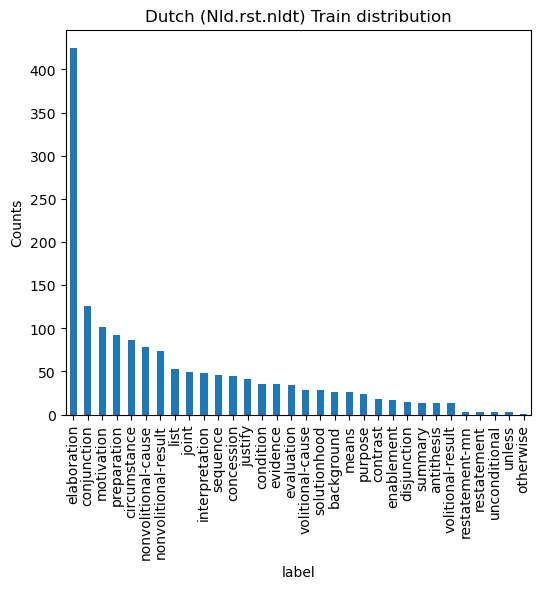 Dutch (Nld.rst.nldt) Train distribution
Counts
400
350
300
250
200
150
100
50
0
elaboration
conjunction
motivation
preparation
circumstance
nonvolitional-cause
nonvolitional-result
list
joint
interpretation
sequence
concession
justify
condition
evidence
evaluation
volitional-cause
solutionhood
background
means
purpose
contrast
enablement
disjunction
summary
antithesis
volitional-result
restatement-mn
restatement
unconditional
unless
otherwise
label